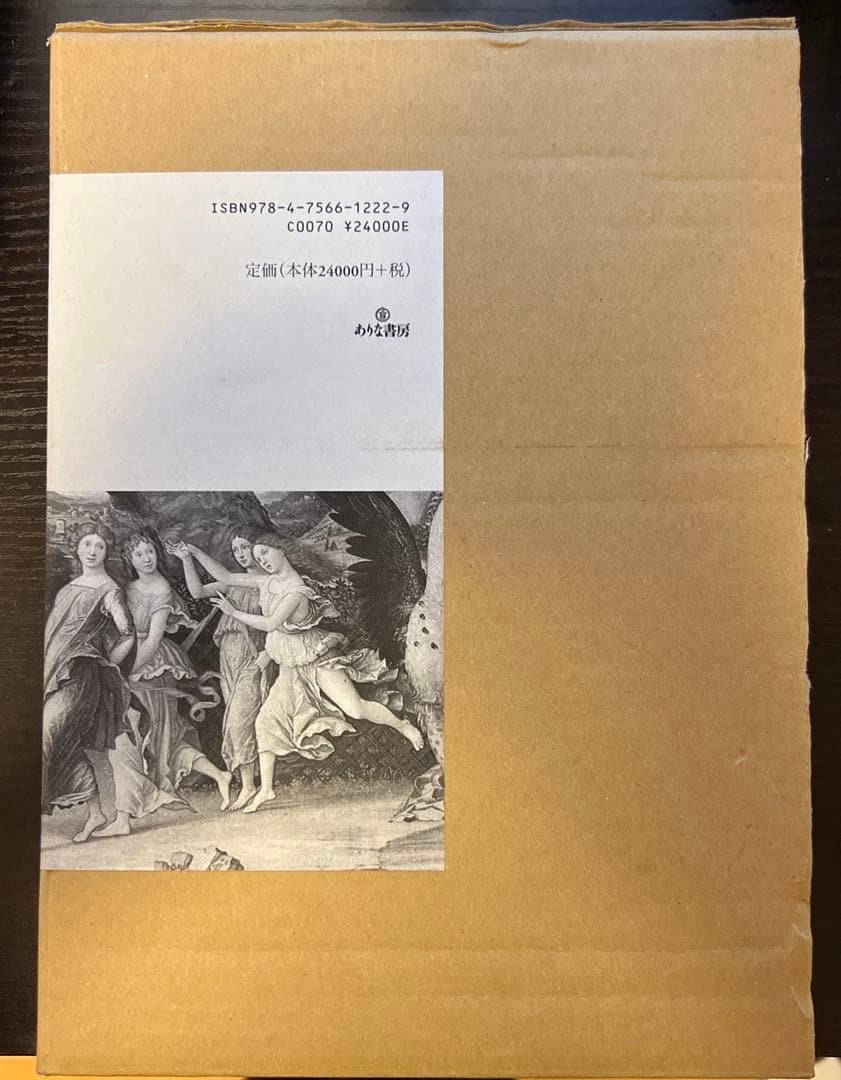 ISBN978-4-7566-1222-9
C0070 ¥24000E
定価(本体24000円+税)
ありな書房